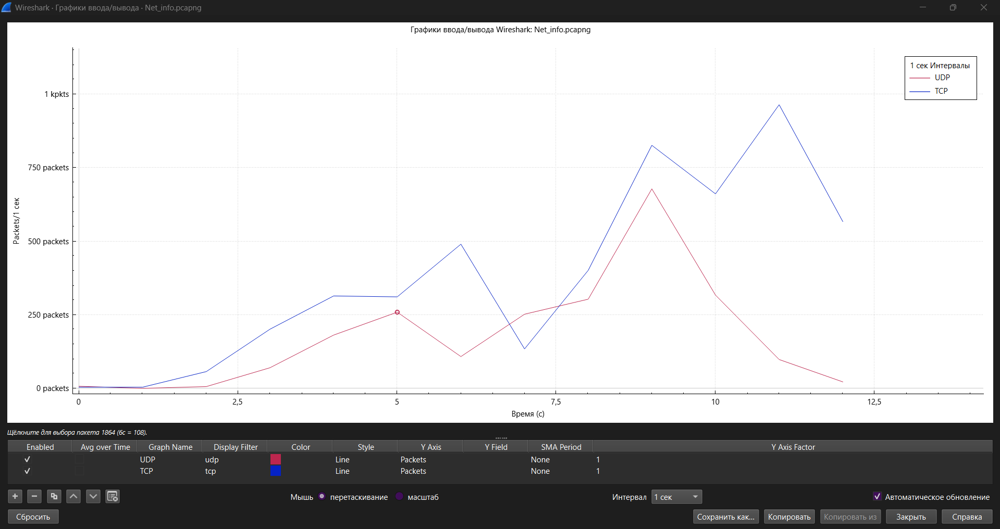 Wireshark · Графики ввода/вывода · Net_info.pcapng
Графики ввода/вывода Wireshark: Net_info.pcapng
1 сек Интервалы
UDP
TCP
1 kpkts
750 packets
500 packets
250 packets
0 packets
Packets/1 сек
0 2,5 5 7,5 10 12,5
Время (с)
Щёлкните для выбора пакета 1864 (6с = 108).
Enabled Avg over Time Graph Name Display Filter Color Style Y Axis Y Field SMA Period Y Axis Factor
UDP udp Line Packets None 1
TCP tcp Line Packets None 1
Мышь перетаскивание масштаб Интервал 1 сек Автоматическое обновление
Сбросить Сохранить как... Копировать Копировать из Закрыть Справка